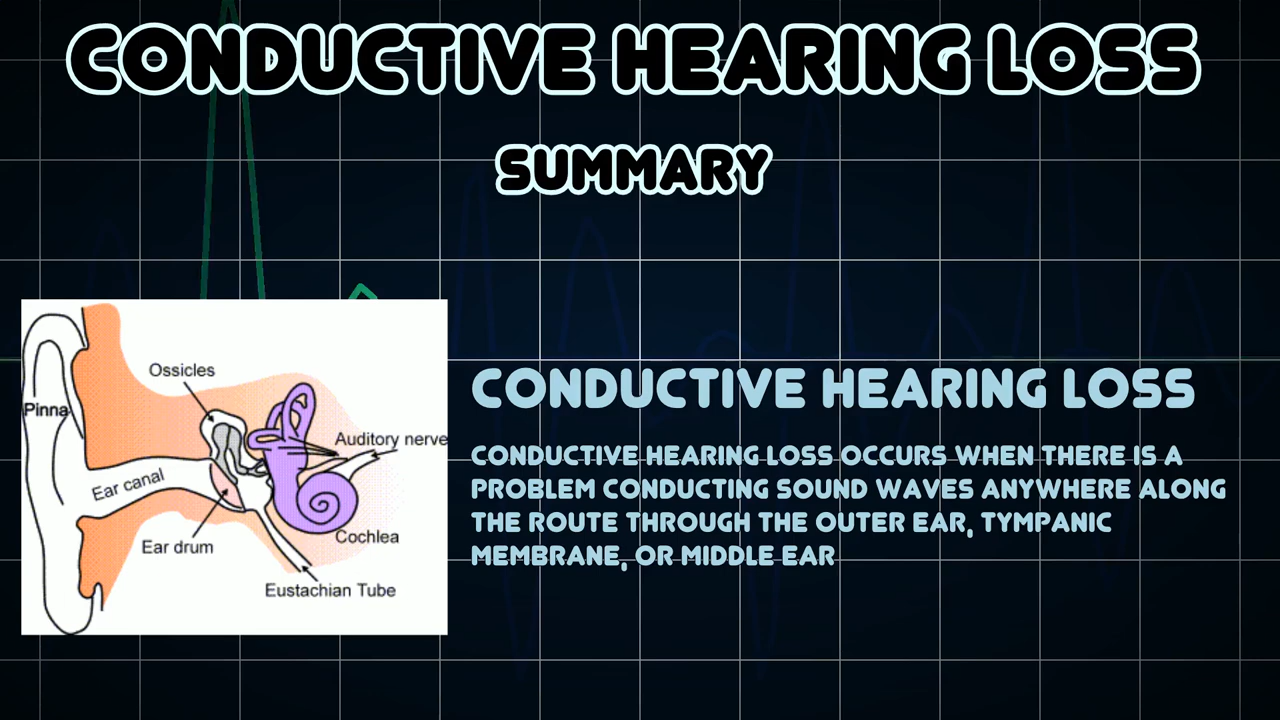 CONDUCTIVE HEARING LOSS
SUMMARY
Ossicles
Pinna
Auditory nerve
Ear canal
Cochlea
Ear drum
Eustachian Tube
CONDUCTIVE HEARING LOSS
CONDUCTIVE HEARING LOSS OCCURS WHEN THERE IS A
PROBLEM CONDUCTING SOUND WAVES ANYWHERE ALONG
THE ROUTE THROUGH THE OUTER EAR, TYMPANIC
MEMBRANE, OR MIDDLE EAR